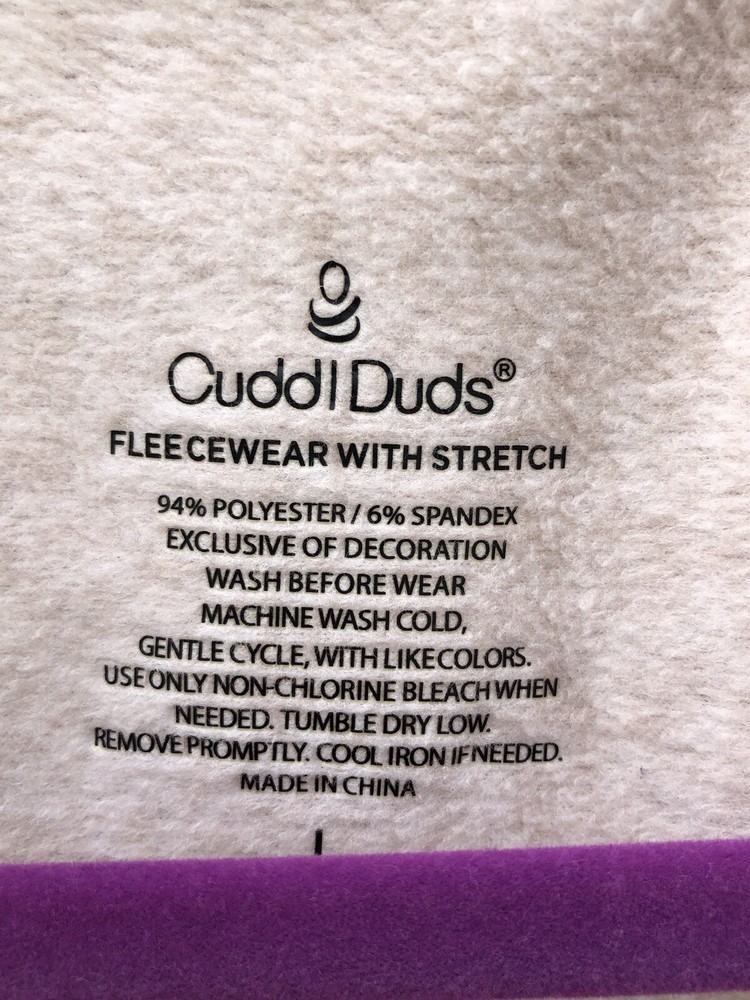 Cuddl Duds®
FLEECEWEAR WITH STRETCH
94% POLYESTER / 6% SPANDEX
EXCLUSIVE OF DECORATION
WASH BEFORE WEAR
MACHINE WASH COLD,
GENTLE CYCLE, WITH LIKE COLORS.
USE ONLY NON-CHLORINE BLEACH WHEN
NEEDED. TUMBLE DRY LOW.
REMOVE PROMPTLY. COOL IRON IF NEEDED.
MADE IN CHINA